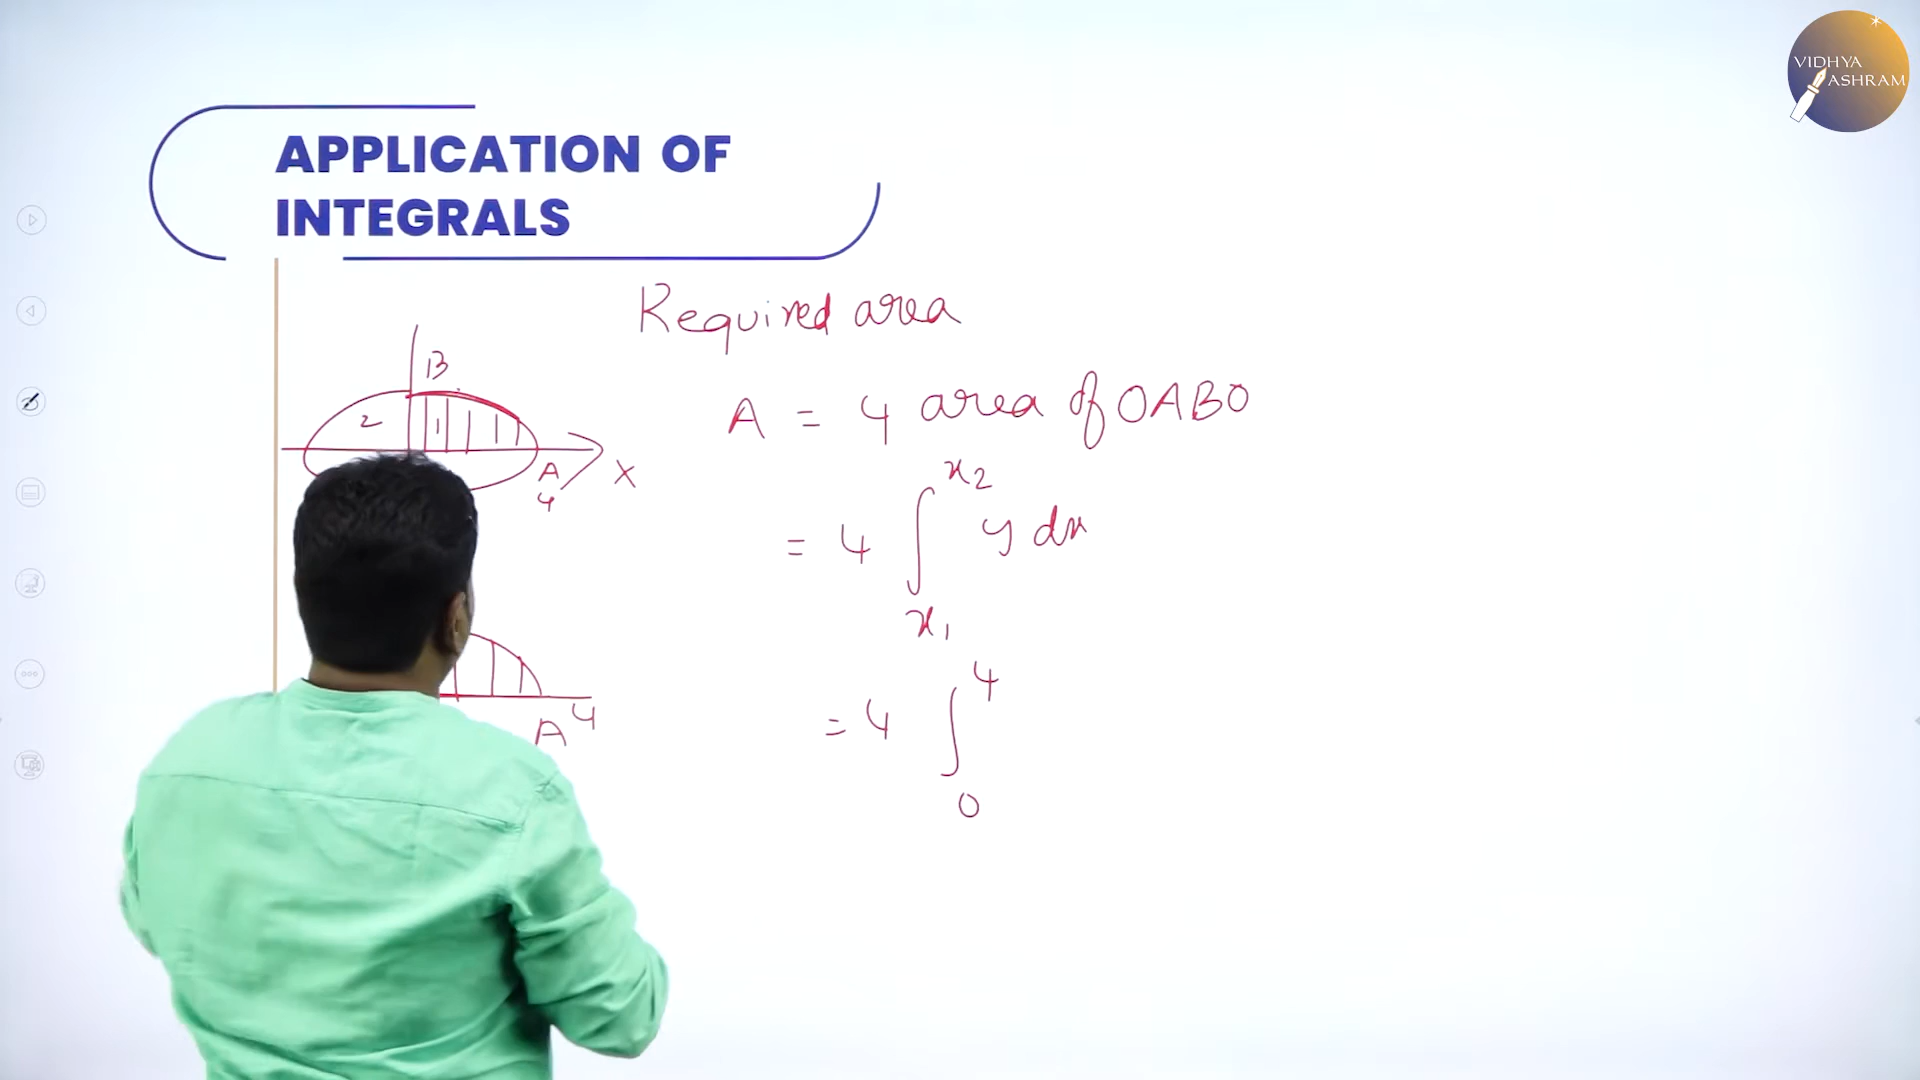 VIDHYA
ASHRAM
APPLICATION OF
INTEGRALS
Required area
B
2
1
A
4
X
A = 4 area of OABO
= 4 ∫ x₁ x₂ y dx
= 4 ∫ 0 4
A 4